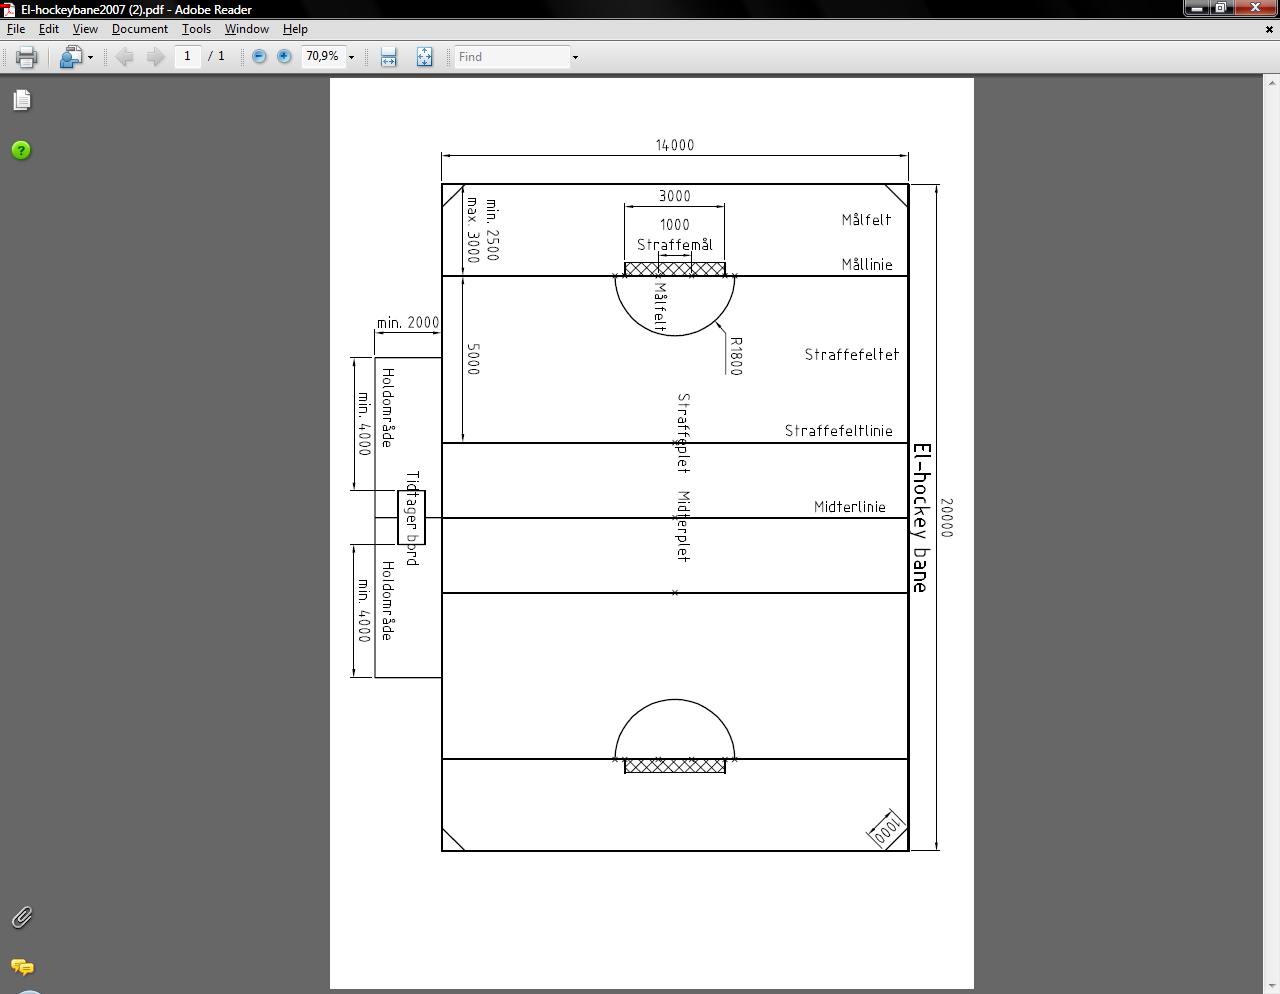 El-hockeybane2007 (2).pdf - Adobe Reader
File Edit View Document Tools Window Help
1 / 1 70,9% Find
14000
3000
1000
Straffemål
min. 2500
max. 3000
Målfelt
Mållinie
Målfelt
R1800
min. 2000
5000
Straffefeltet
Holdområde
min. 4000
Straffeplet
Straffefeltlinie
El-hockey bane
20000
Tidtager bord
Midterplet
Midterlinie
Holdområde
min. 4000
1000